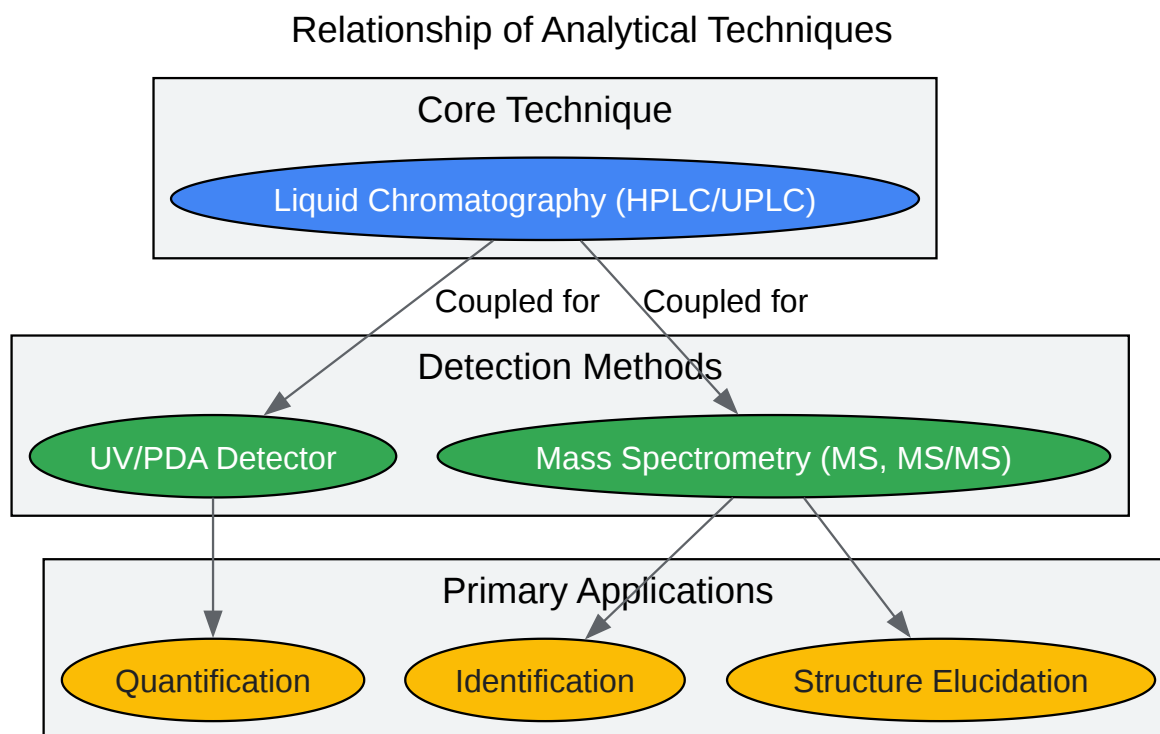 Relationship of Analytical Techniques
Core Technique
Liquid Chromatography (HPLC/UPLC)
Coupled for
Coupled for
Detection Methods
UV/PDA Detector
Mass Spectrometry (MS, MS/MS)
Primary Applications
Quantification
Identification
Structure Elucidation